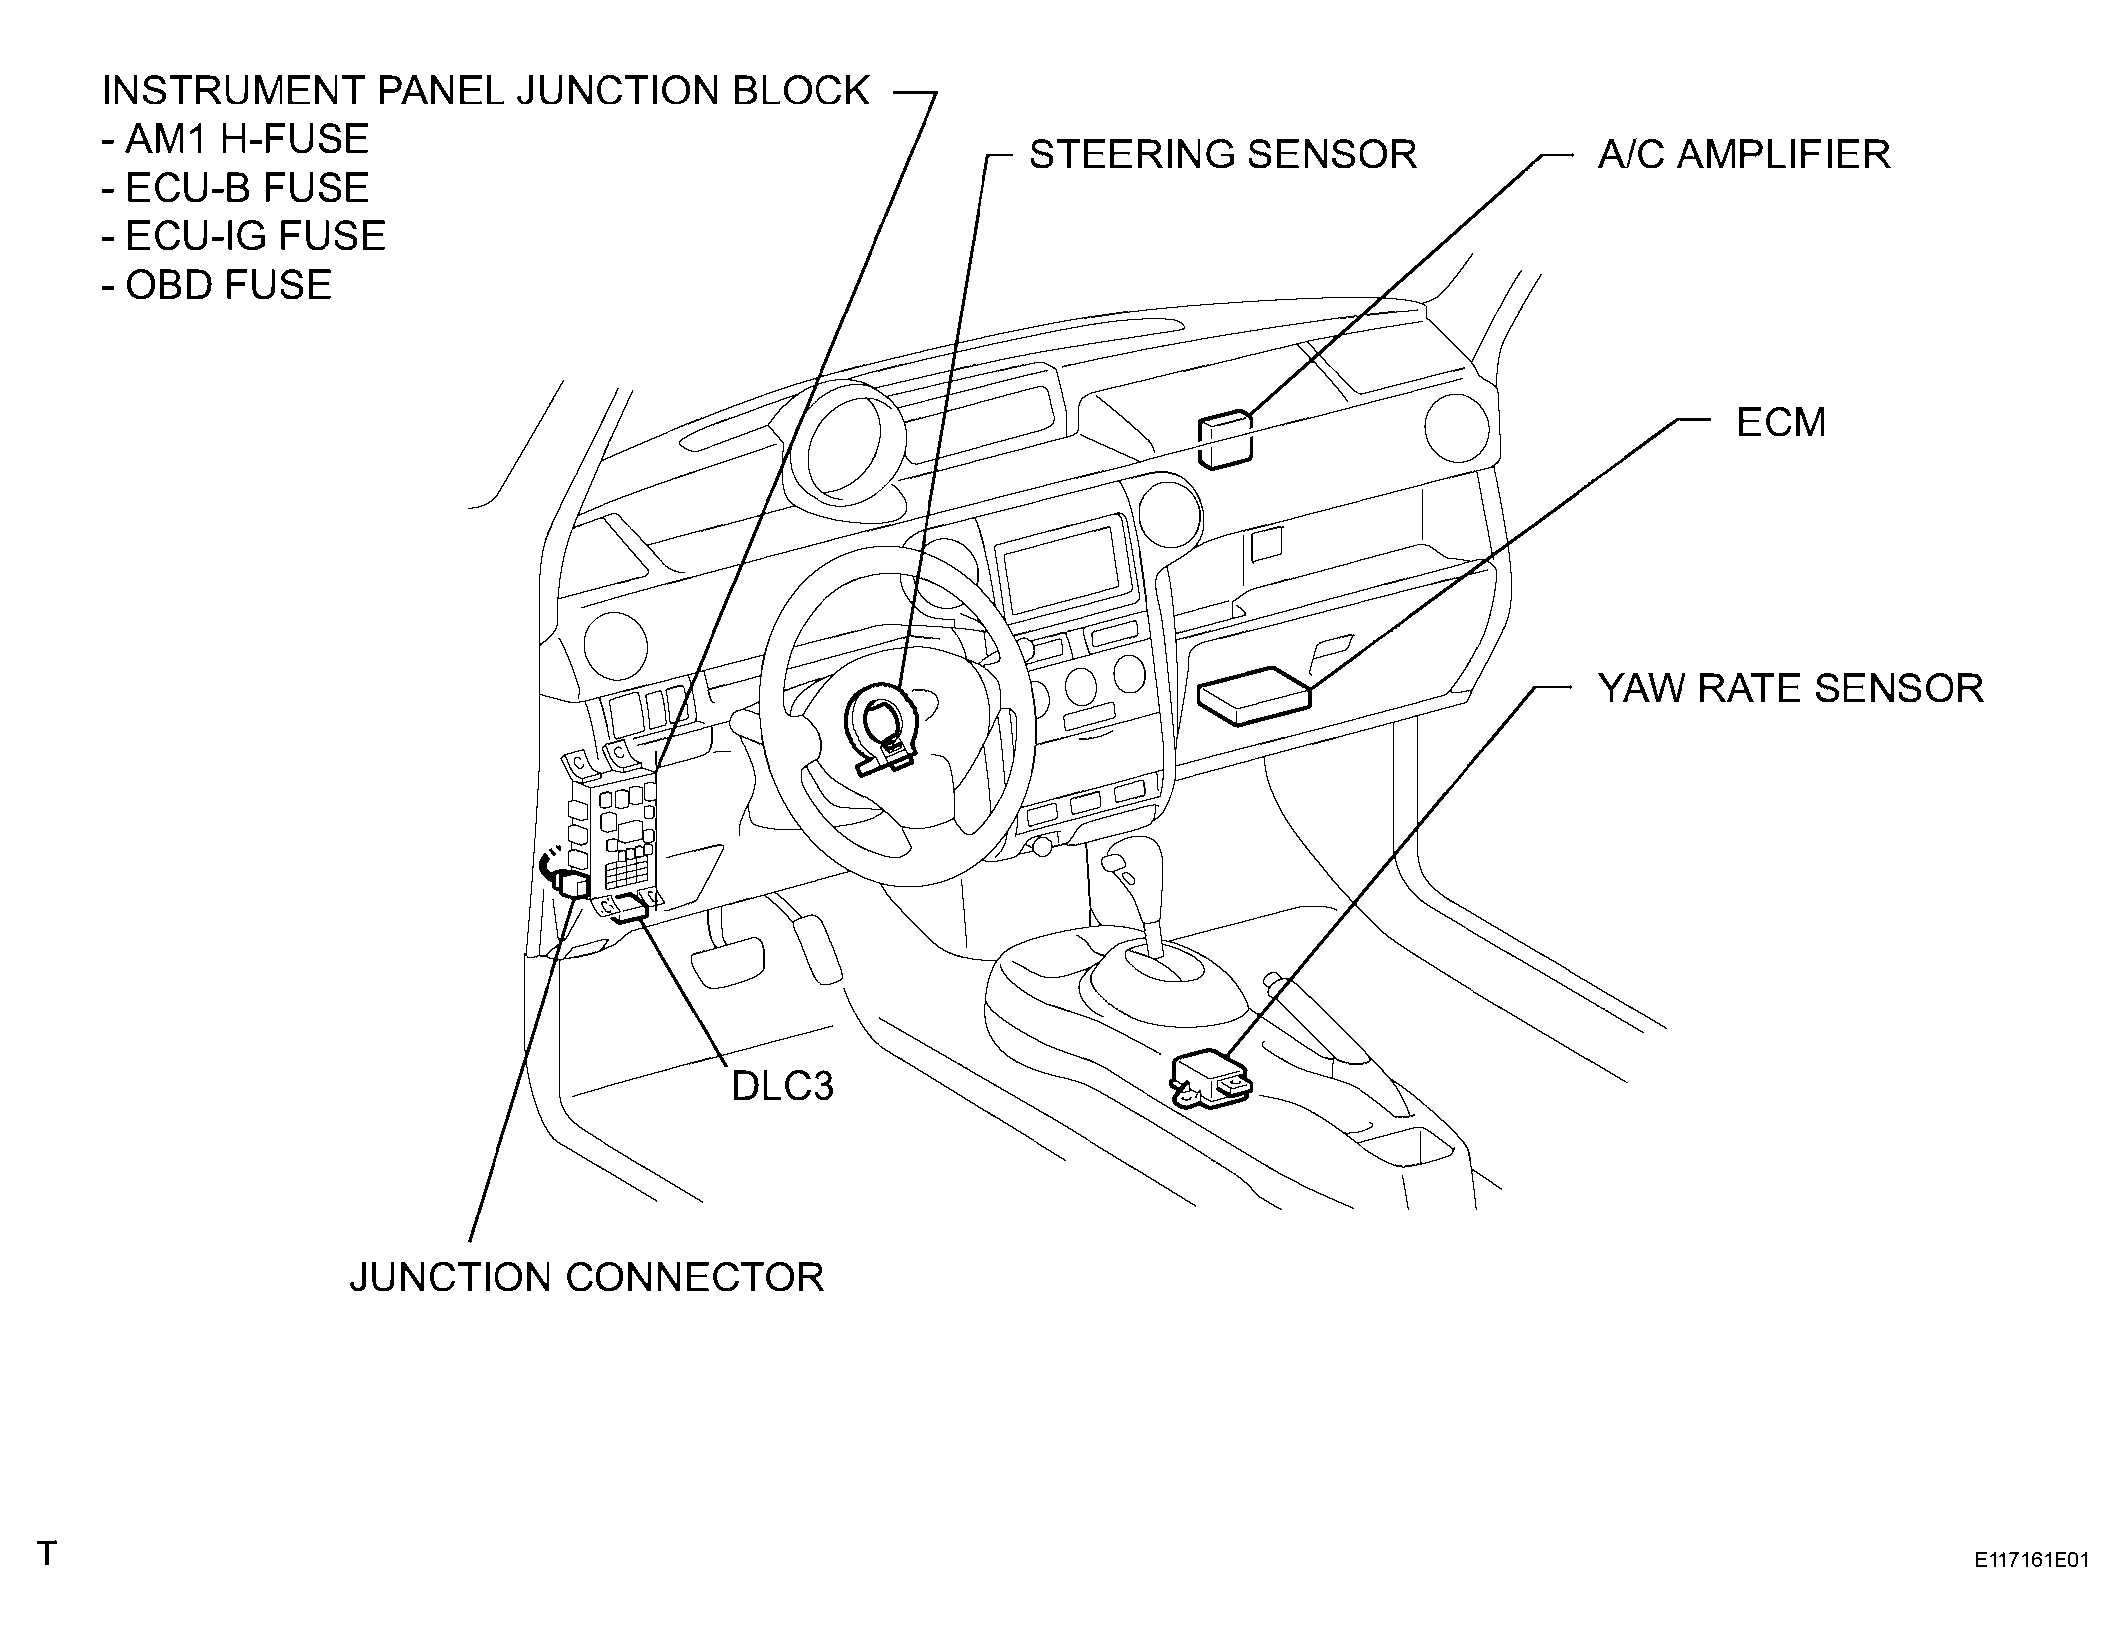 INSTRUMENT PANEL JUNCTION BLOCK
- AM1 H-FUSE
- ECU-B FUSE
- ECU-IG FUSE
- OBD FUSE
STEERING SENSOR
A/C AMPLIFIER
ECM
YAW RATE SENSOR
DLC3
JUNCTION CONNECTOR
T
E117161E01